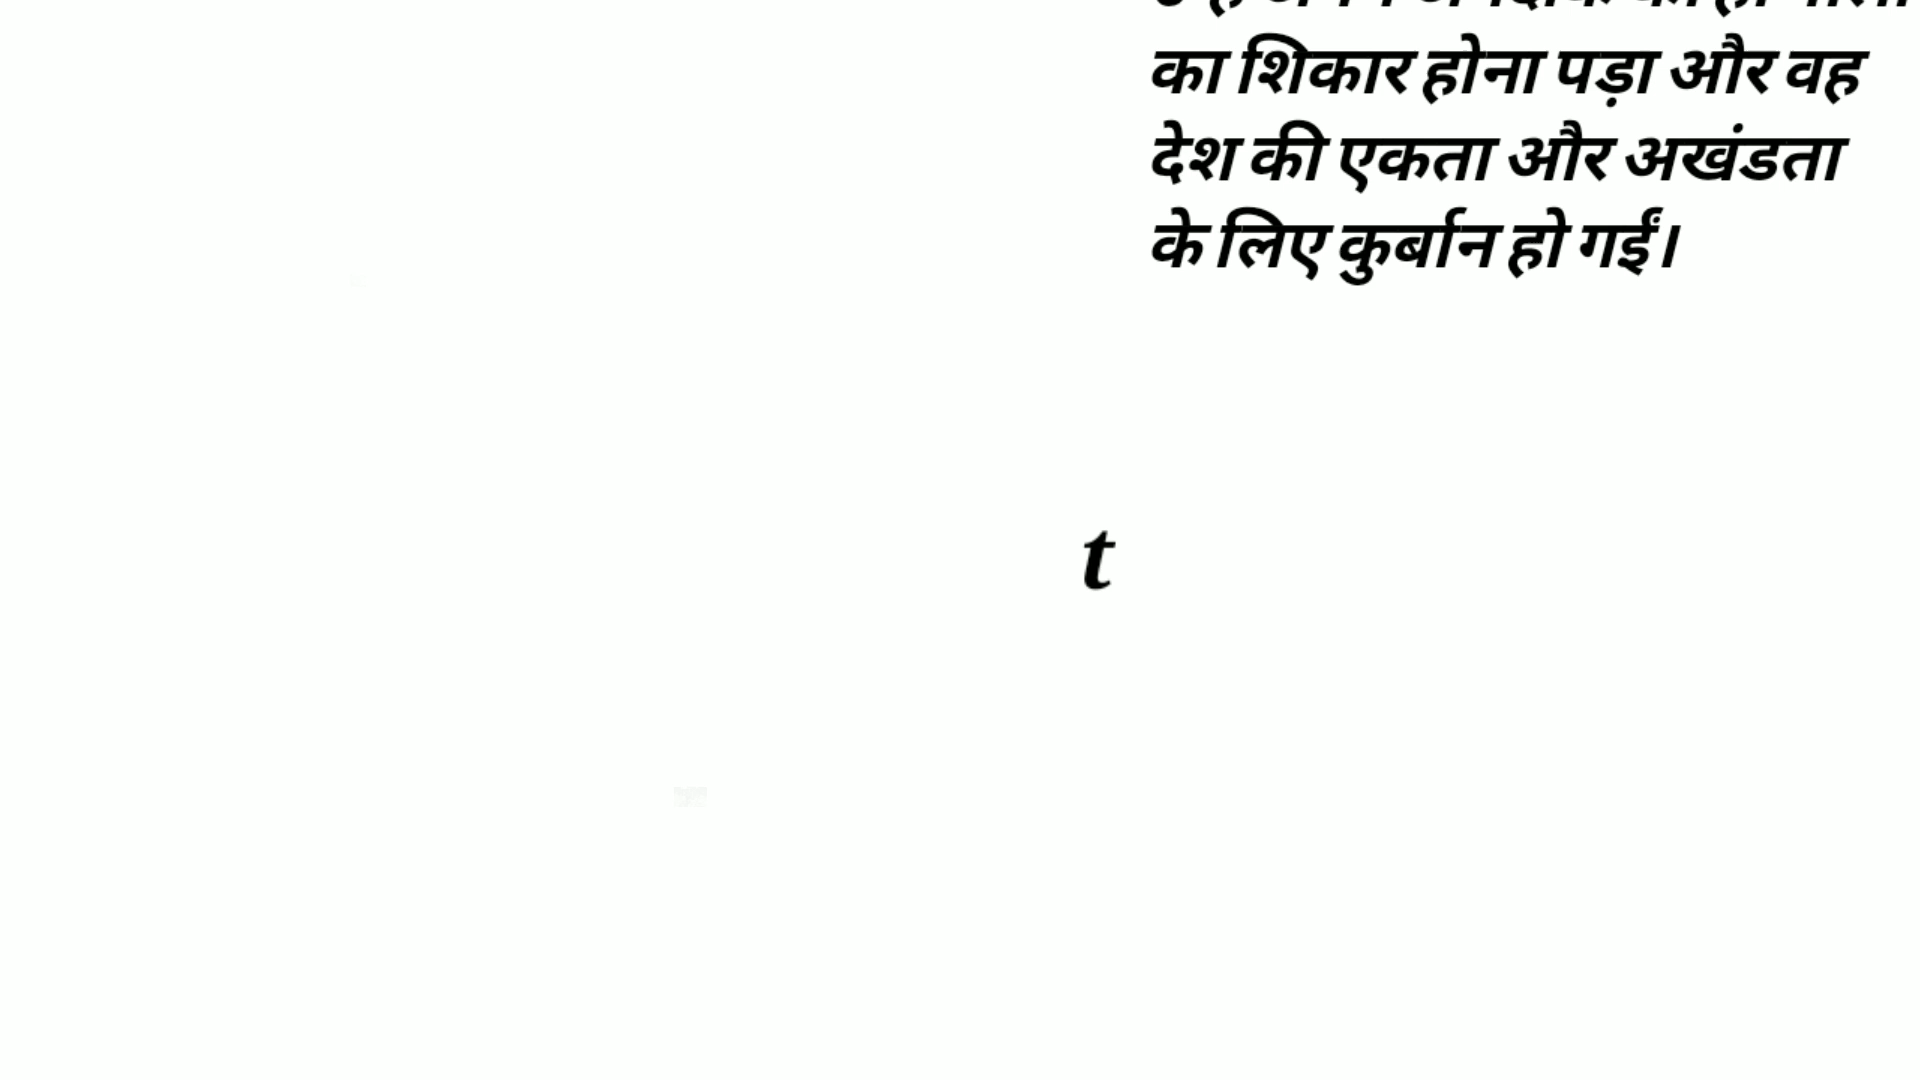 का शिकार होना पड़ा और वह
देश की एकता और अखंडता
के लिए कुर्बान हो गईं।
t